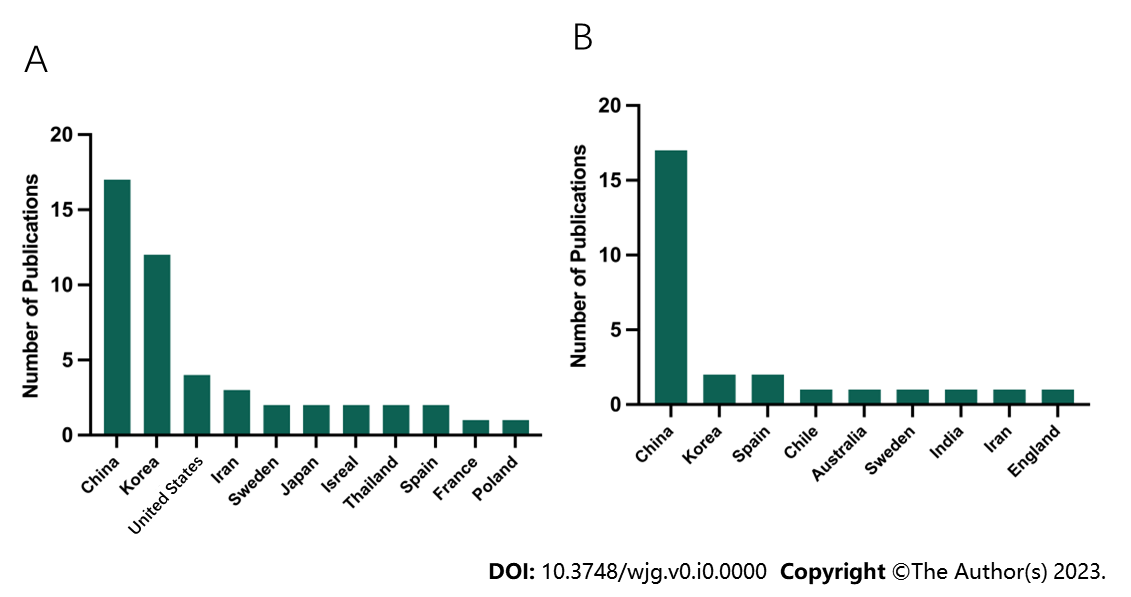 A
Number of Publications
20
15
10
5
0
China
Korea
United States
Iran
Sweden
Japan
Isreal
Thailand
Spain
France
Poland
B
Number of Publications
20
15
10
5
0
China
Korea
Spain
Chile
Australia
Sweden
India
Iran
England
DOI: 10.3748/wjg.v0.i0.0000 Copyright ©The Author(s) 2023.